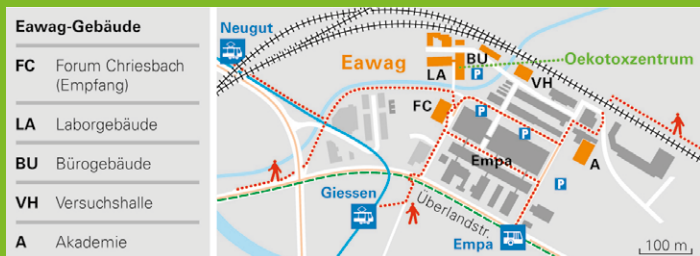 Eawag-Gebäude
FC Forum Chriesbach
(Empfang)
LA Laborgebäude
BU Bürogebäude
VH Versuchshalle
A Akademie
Neugut
Eawag
BU
Oekotoxzentrum
LA
P
VH
FC
P
P
Empa
A
P
Giessen
Überlandstr.
Empa
100 m